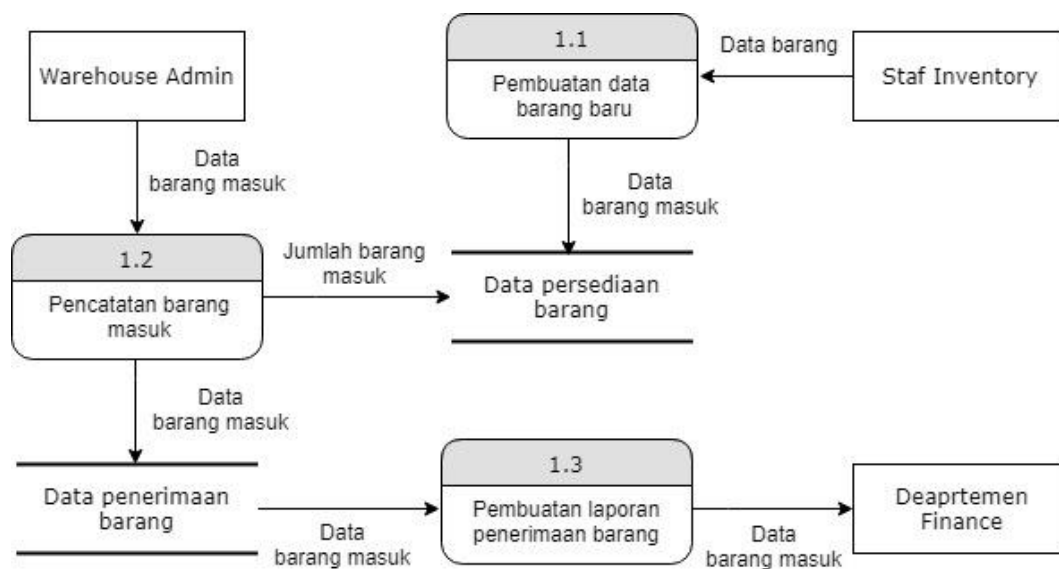 Warehouse Admin
1.1
Pembuatan data
barang baru
Data barang
Staf Inventory
Data
barang masuk
Data
barang masuk
1.2
Pencatatan barang
masuk
Jumlah barang
masuk
Data persediaan
barang
Data
barang masuk
Data penerimaan
barang
Data
barang masuk
1.3
Pembuatan laporan
penerimaan barang
Data
barang masuk
Deaprtemen
Finance